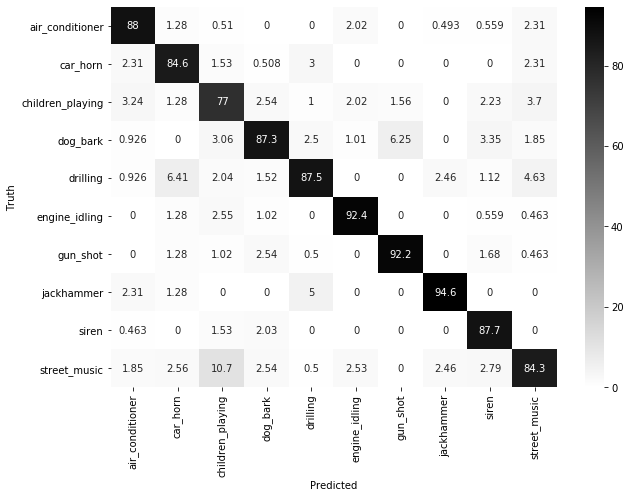 air_conditioner 88 1.28 0.51 0 0 2.02 0 0.493 0.559 2.31
car_horn 2.31 84.6 1.53 0.508 3 0 0 0 0 2.31
children_playing 3.24 1.28 77 2.54 1 2.02 1.56 0 2.23 3.7
dog_bark 0.926 0 3.06 87.3 2.5 1.01 6.25 0 3.35 1.85
drilling 0.926 6.41 2.04 1.52 87.5 0 0 2.46 1.12 4.63
engine_idling 0 1.28 2.55 1.02 0 92.4 0 0 0.559 0.463
gun_shot 0 1.28 1.02 2.54 0.5 0 92.2 0 1.68 0.463
jackhammer 2.31 1.28 0 0 5 0 0 94.6 0 0
siren 0.463 0 1.53 2.03 0 0 0 0 87.7 0
street_music 1.85 2.56 10.7 2.54 0.5 2.53 0 2.46 2.79 84.3
air_conditioner car_horn children_playing dog_bark drilling engine_idling gun_shot jackhammer siren street_music
Predicted
Truth
80
60
40
20
0